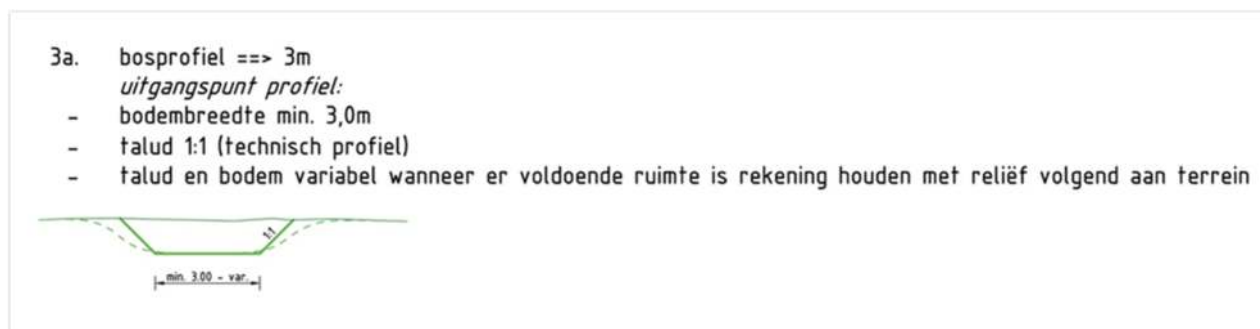 3a. bosprofiel ==> 3m
uitgangspunt profiel:
- bodembreedte min. 3,0m
- talud 1:1 (technisch profiel)
- talud en bodem variabel wanneer er voldoende ruimte is rekening houden met reliëf volgend aan terrein
1:1
min. 3.00 - var.